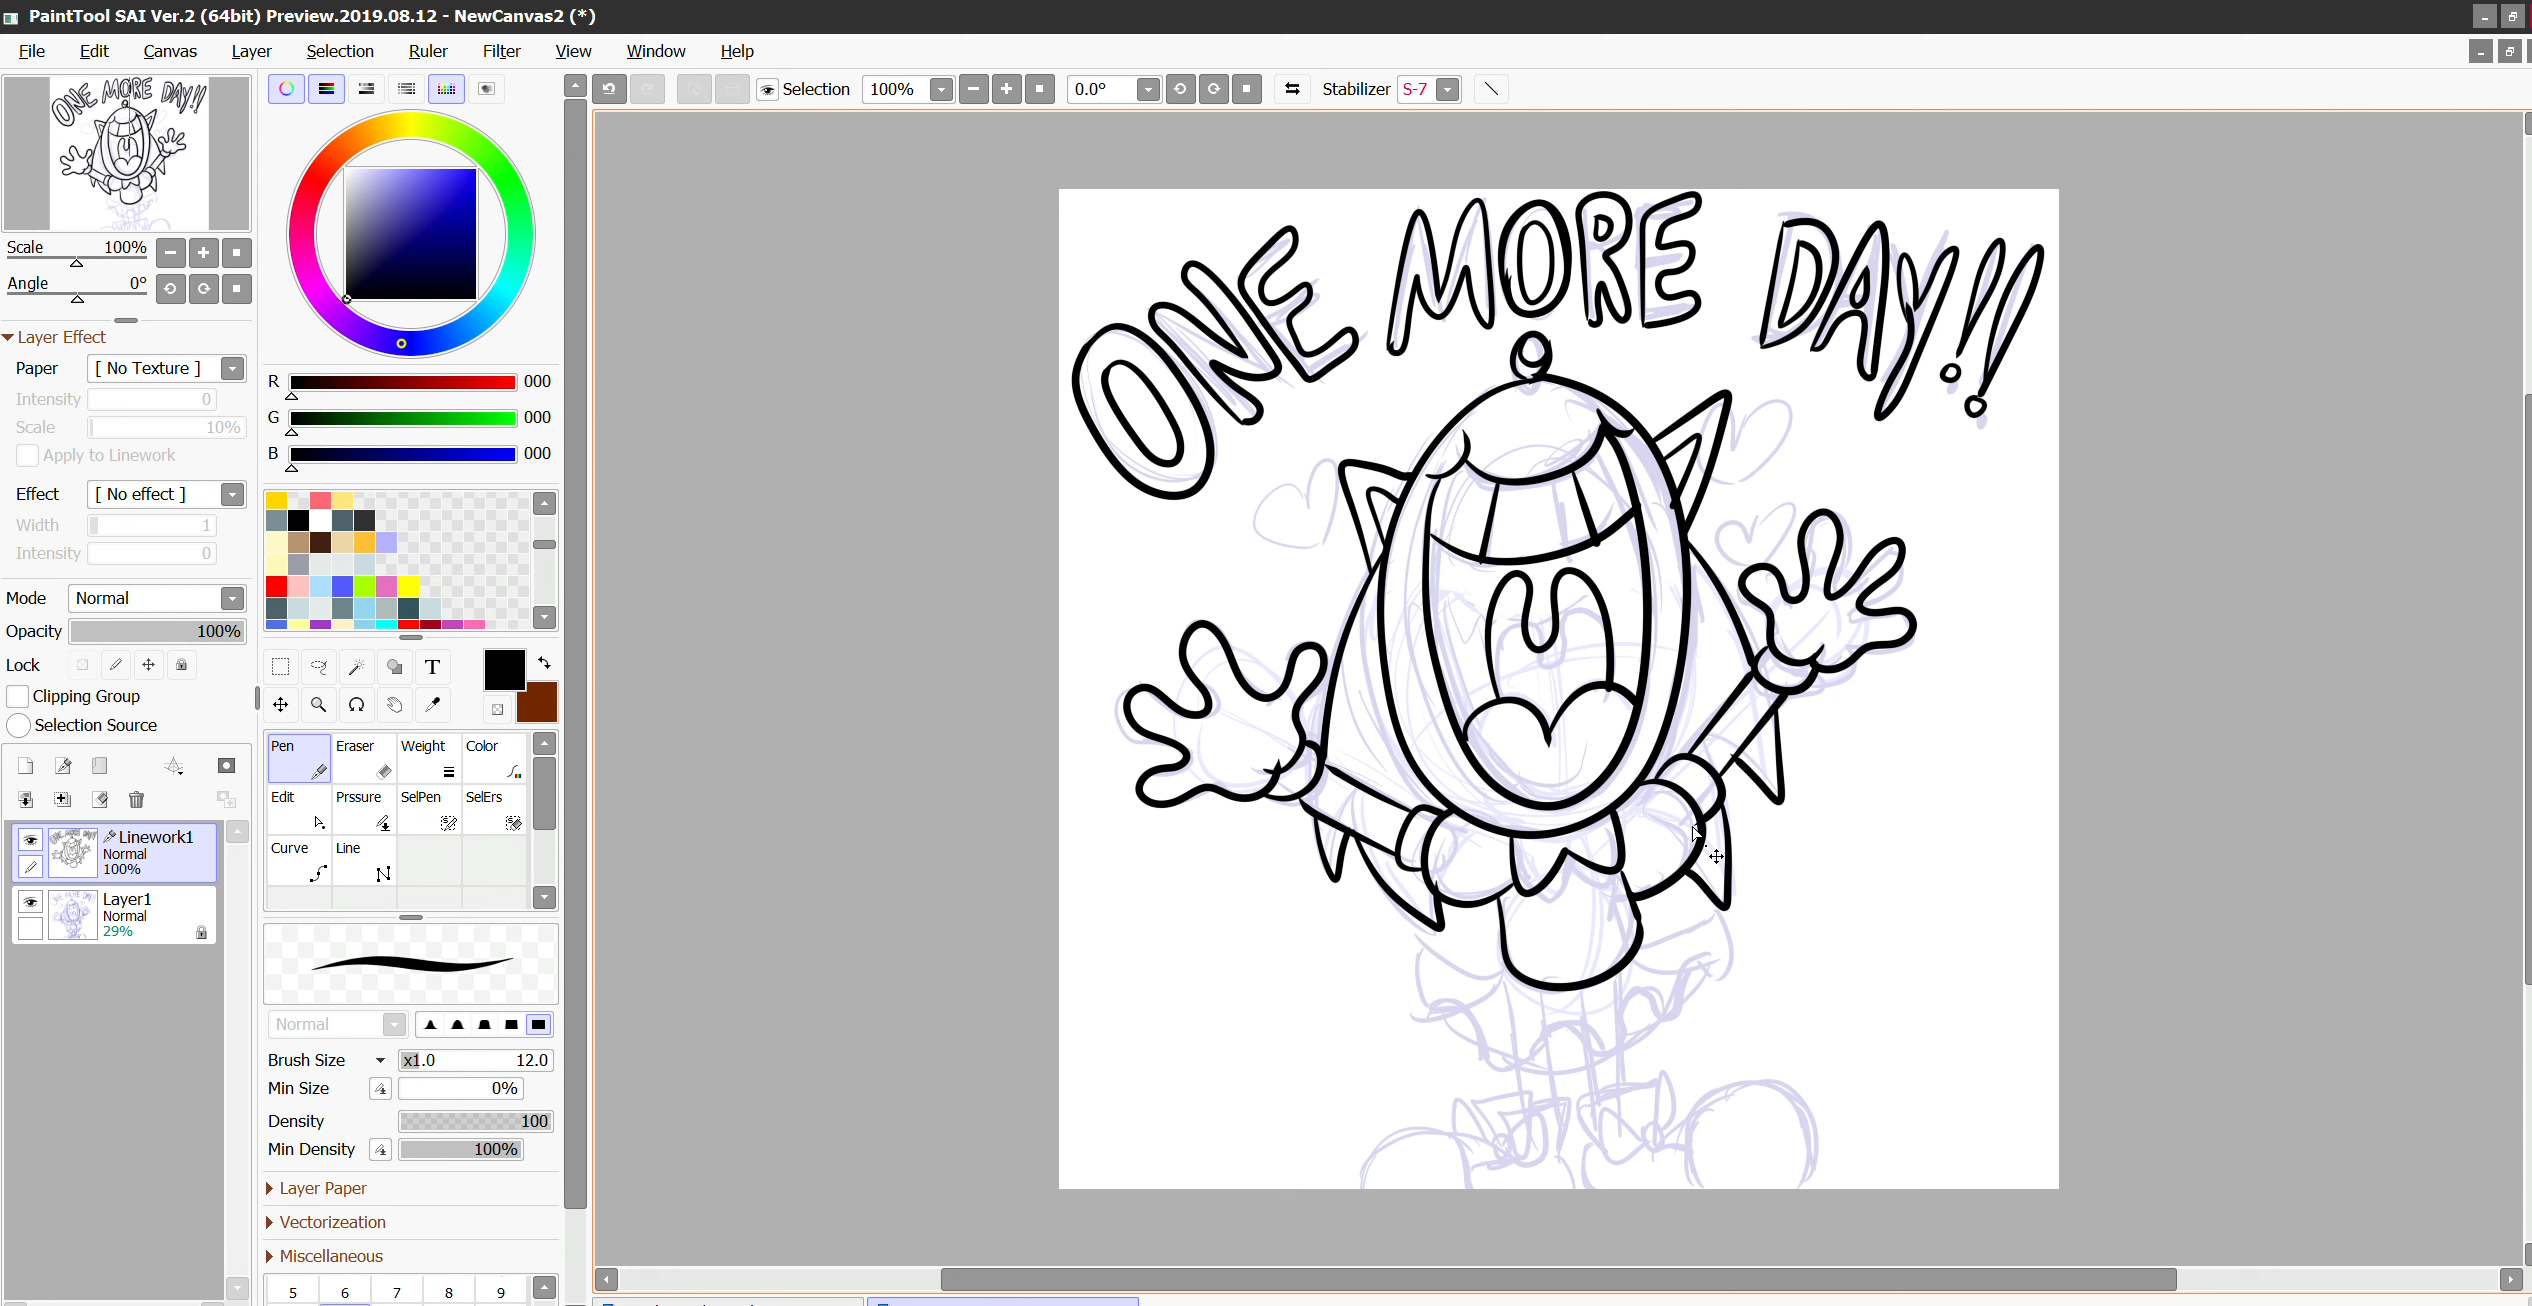 PaintTool SAI Ver.2 (64bit) Preview.2019.08.12 - NewCanvas2 (*)
File Edit Canvas Layer Selection Ruler Filter View Window Help
Selection 100% 0.0° Stabilizer S-7
ONE MORE DAY!!
Scale 100%
Angle 0°
Layer Effect
Paper [ No Texture ]
Intensity 0
Scale 10%
Apply to Linework
Effect [ No effect ]
Width 1
Intensity 0
Mode Normal
Opacity 100%
Lock
Clipping Group
Selection Source
Linework1
Normal
100%
Layer1
Normal
29%
R 000
G 000
B 000
T
Pen Eraser Weight Color
Edit Prssure SelPen SelErs
Curve Line
Normal
Brush Size x1.0 12.0
Min Size 0%
Density 100
Min Density 100%
Layer Paper
Vectorizeation
Miscellaneous
5 6 7 8 9
ONE MORE DAY!!